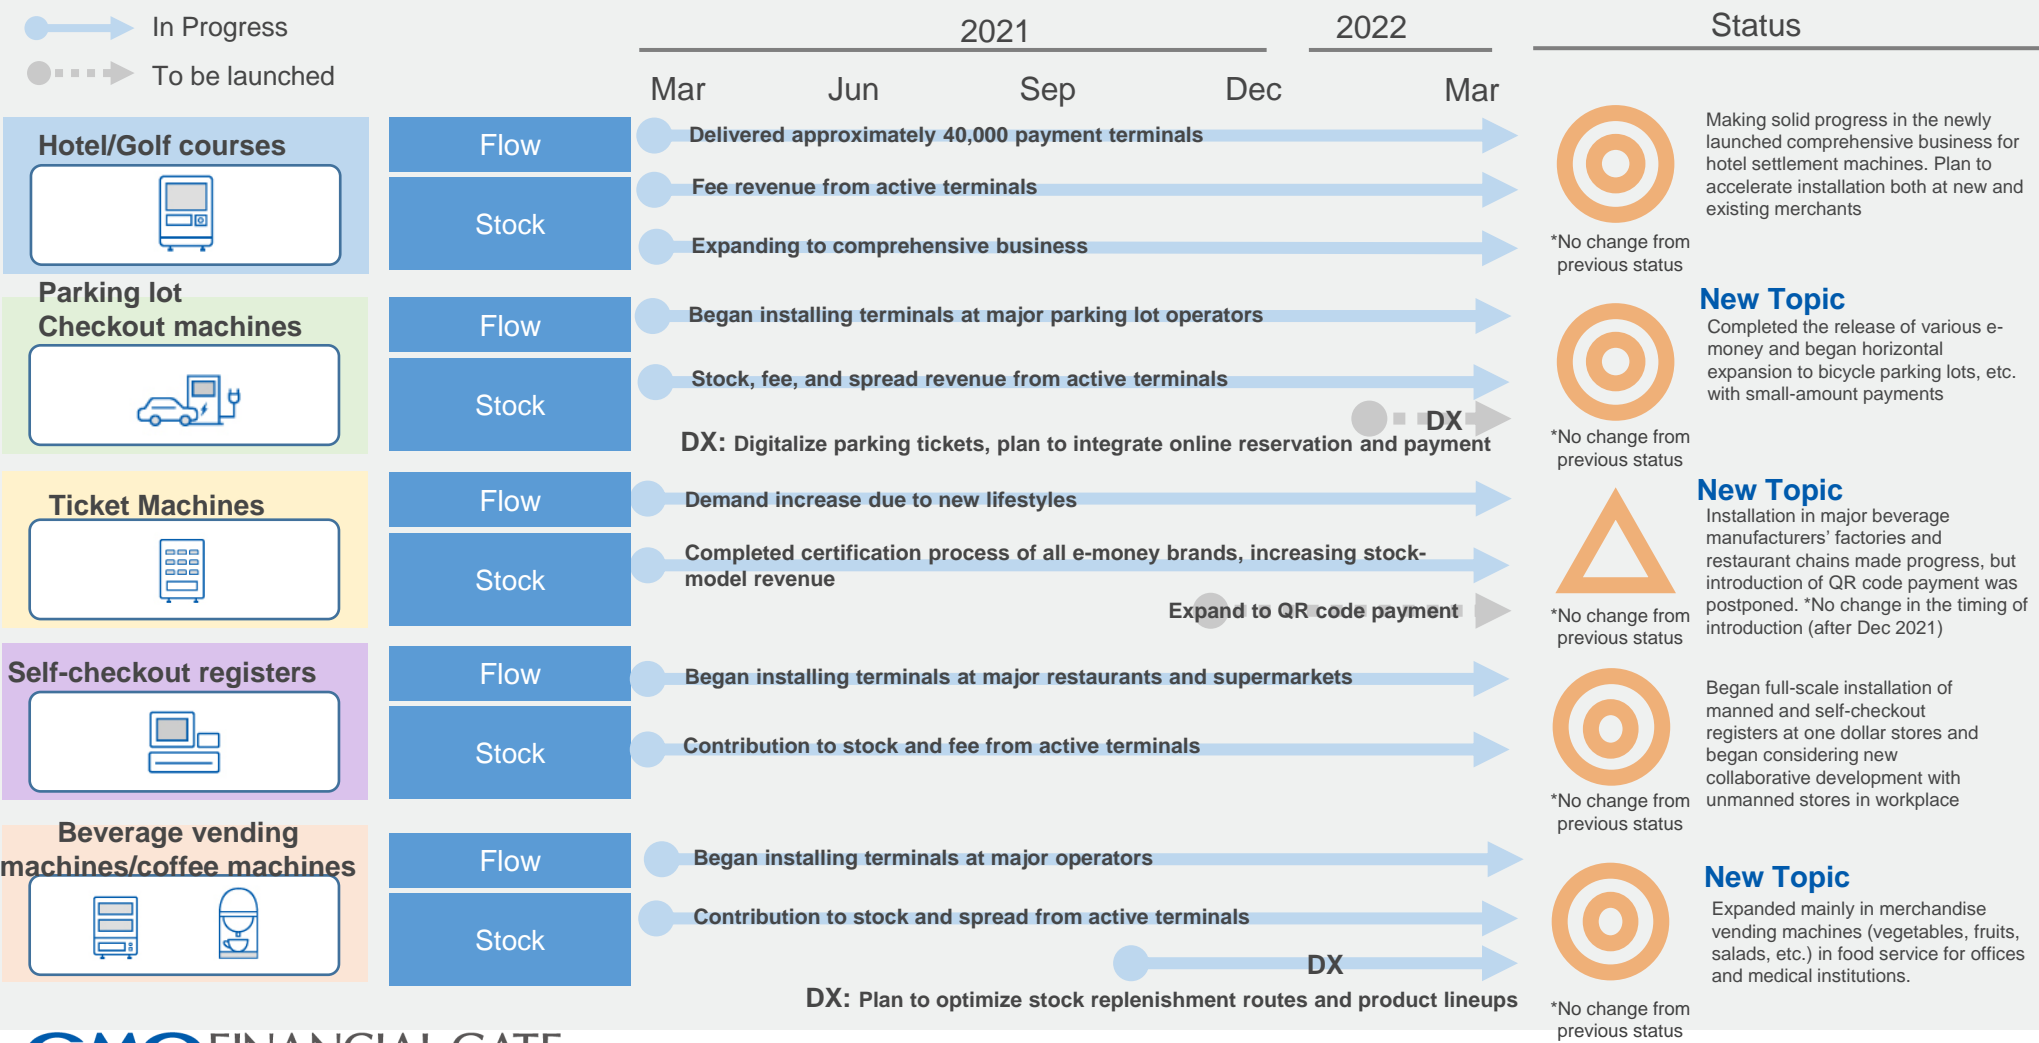 In Progress
To be launched
2021
2022
Status
Mar
Jun
Sep
Dec
Mar
Hotel/Golf courses
Flow
Stock
Delivered approximately 40,000 payment terminals
Fee revenue from active terminals
Expanding to comprehensive business
*No change from
previous status
Making solid progress in the newly
launched comprehensive business for
hotel settlement machines. Plan to
accelerate installation both at new and
existing merchants
Parking lot
Checkout machines
Flow
Stock
Began installing terminals at major parking lot operators
Stock, fee, and spread revenue from active terminals
DX
DX: Digitalize parking tickets, plan to integrate online reservation and payment
*No change from
previous status
New Topic
Completed the release of various e-
money and began horizontal
expansion to bicycle parking lots, etc.
with small-amount payments
Ticket Machines
Flow
Stock
Demand increase due to new lifestyles
Completed certification process of all e-money brands, increasing stock-
model revenue
Expand to QR code payment
*No change from
previous status
New Topic
Installation in major beverage
manufacturers’ factories and
restaurant chains made progress, but
introduction of QR code payment was
postponed. *No change in the timing of
introduction (after Dec 2021)
Self-checkout registers
Flow
Stock
Began installing terminals at major restaurants and supermarkets
Contribution to stock and fee from active terminals
*No change from
previous status
Began full-scale installation of
manned and self-checkout
registers at one dollar stores and
began considering new
collaborative development with
unmanned stores in workplace
Beverage vending
machines/coffee machines
Flow
Stock
Began installing terminals at major operators
Contribution to stock and spread from active terminals
DX
DX: Plan to optimize stock replenishment routes and product lineups
*No change from
previous status
New Topic
Expanded mainly in merchandise
vending machines (vegetables, fruits,
salads, etc.) in food service for offices
and medical institutions.
GMO FINANCIAL GATE